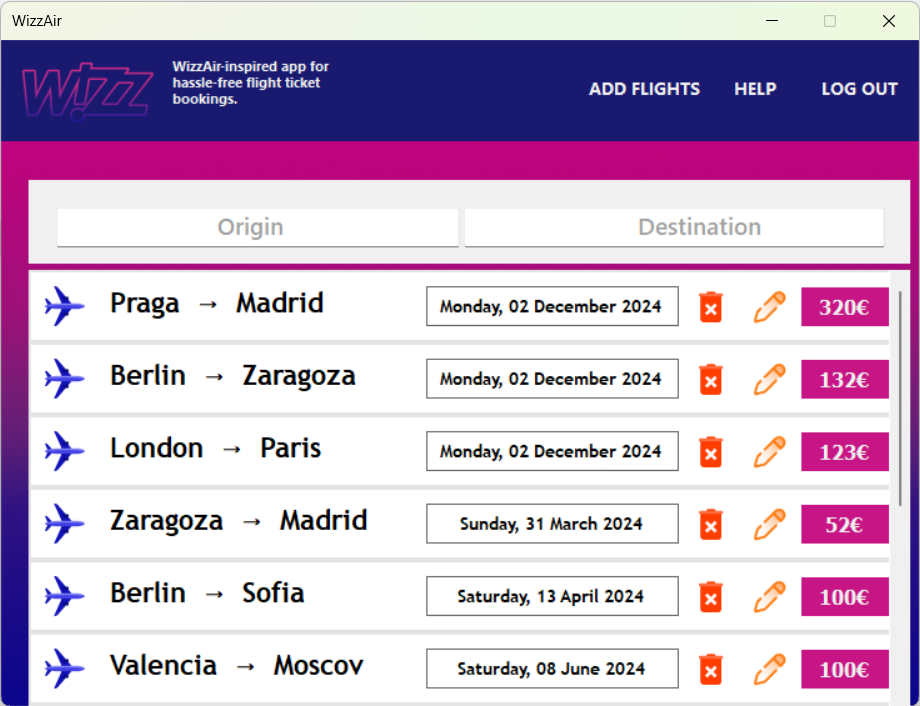 WizzAir
WIZZ
WizzAir-inspired app for
hassle-free flight ticket
bookings.
ADD FLIGHTS HELP LOG OUT
Origin Destination
Praga → Madrid Monday, 02 December 2024 320€
Berlin → Zaragoza Monday, 02 December 2024 132€
London → Paris Monday, 02 December 2024 123€
Zaragoza → Madrid Sunday, 31 March 2024 52€
Berlin → Sofia Saturday, 13 April 2024 100€
Valencia → Moscov Saturday, 08 June 2024 100€